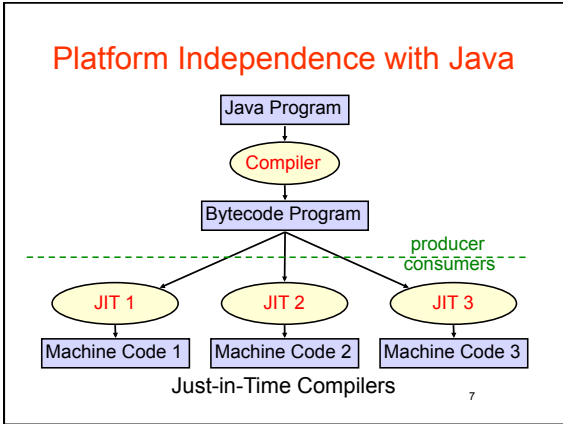 Platform Independence with Java
Java Program
Compiler
Bytecode Program
producer
consumers
JIT 1
JIT 2
JIT 3
Machine Code 1
Machine Code 2
Machine Code 3
Just-in-Time Compilers
7